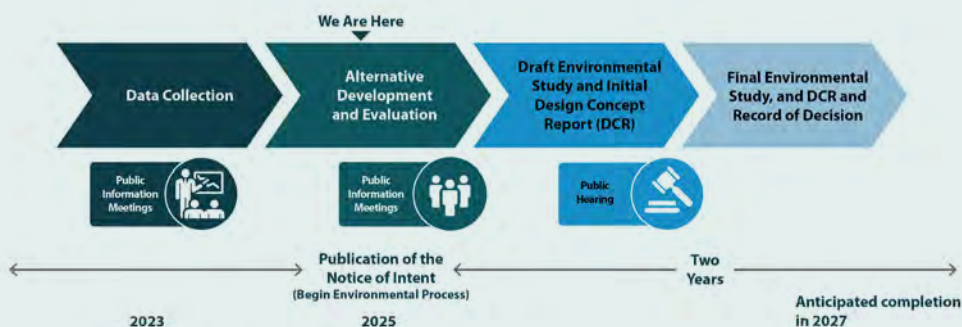 We Are Here
Data Collection
Alternative
Development
and Evaluation
Draft Environmental
Study and Initial
Design Concept
Report (DCR)
Final Environmental
Study, and DCR and
Record of Decision
Public
Information
Meetings
Public
Information
Meetings
Public
Hearing
Publication of the
Notice of Intent
(Begin Environmental Process)
Two
Years
2023
2025
Anticipated completion
in 2027